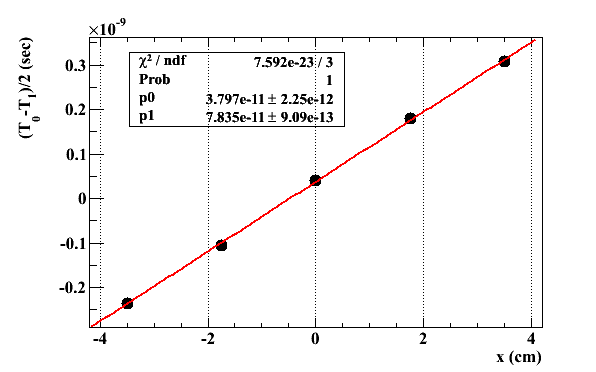 ×10⁻⁹
(T₀-T₁)/2 (sec)
0.3
0.2
0.1
0
-0.1
-0.2
χ² / ndf 7.592e-23 / 3
Prob 1
p0 3.797e-11 ± 2.25e-12
p1 7.835e-11 ± 9.09e-13
-4 -2 0 2 4
x (cm)